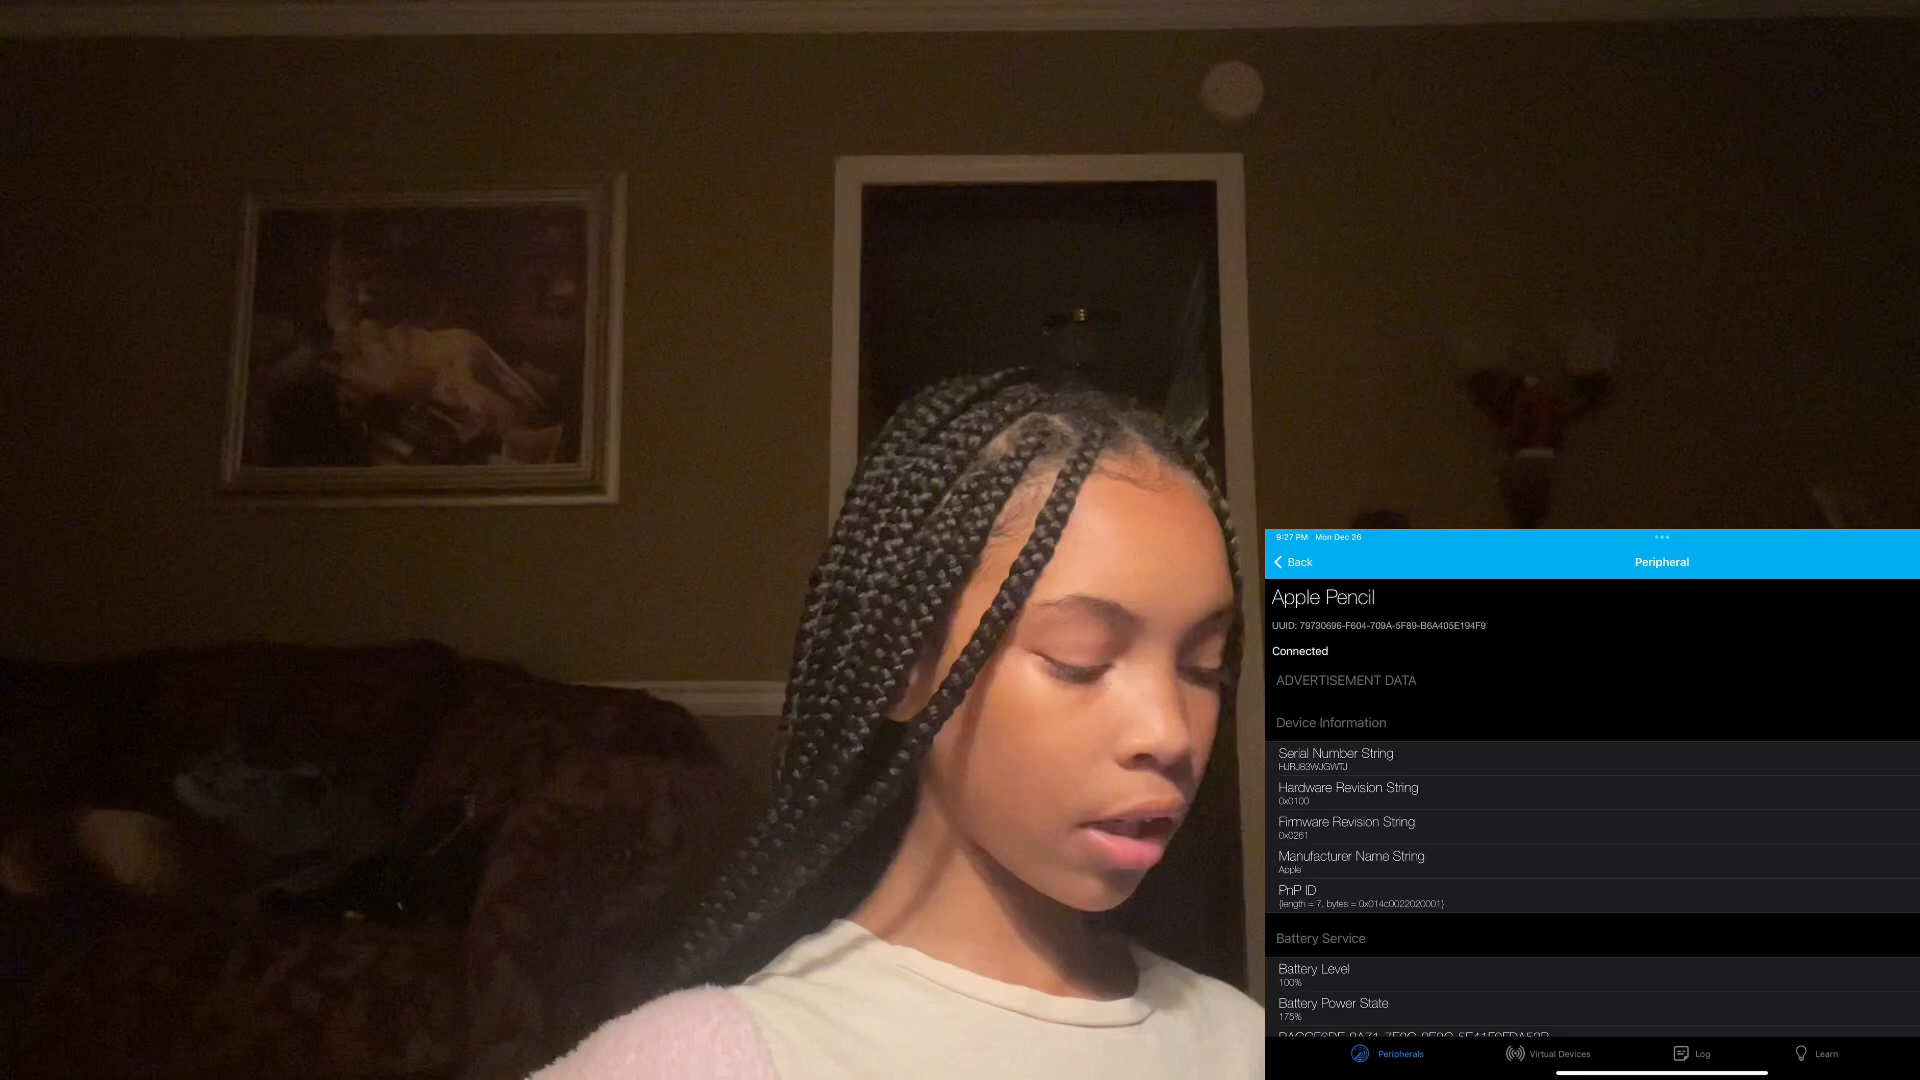 9:27 PM Mon Dec 26
Back
Peripheral
Apple Pencil
UUID: 79730696-F604-709A-5F89-B6A405E194F9
Connected
ADVERTISEMENT DATA
Device Information
Serial Number String
HJRJ83WJGWTJ
Hardware Revision String
0x0100
Firmware Revision String
0x0261
Manufacturer Name String
Apple
PnP ID
{length = 7, bytes = 0x014c0022020001}
Battery Service
Battery Level
100%
Battery Power State
175%
Peripherals
Virtual Devices
Log
Learn